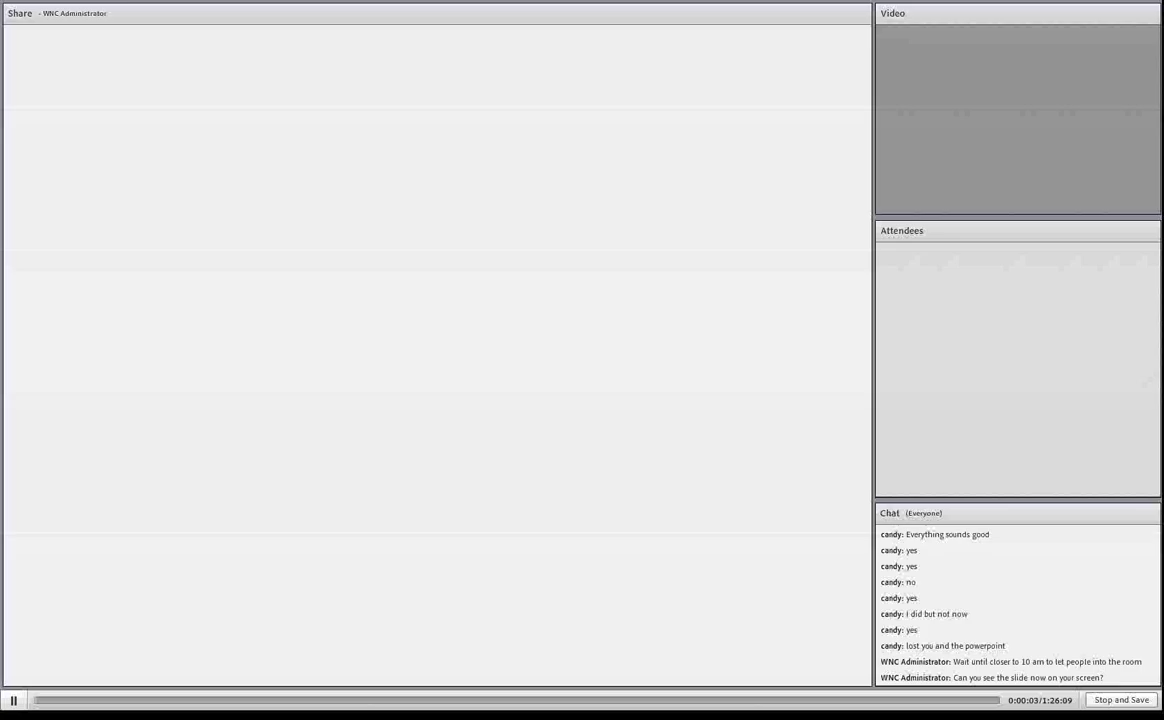 Share - WNC Administrator
Video
Attendees
Chat (Everyone)
candy: Everything sounds good
candy: yes
candy: yes
candy: no
candy: yes
candy: I did but not now
candy: yes
candy: lost you and the powerpoint
WNC Administrator: Wait until closer to 10 am to let people into the room
WNC Administrator: Can you see the slide now on your screen?
0:00:03/1:26:09
Stop and Save